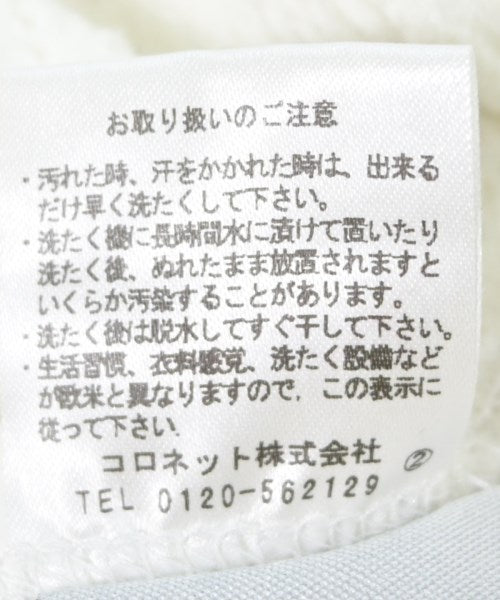 お取り扱いのご注意
・汚れた時、汗をかかれた時は、出来る
だけ早く洗たくして下さい。
・洗たく機に長時間水に漬けて置いたり
洗たく後、ぬれたまま放置されますと
いくらか汚染することがあります。
・洗たく後は脱水してすぐ干して下さい。
・生活習慣、衣料感覚、洗たく設備など
が欧米と異なりますので、この表示に
従って下さい.
コロネット株式会社 ②
TEL 0120-562129